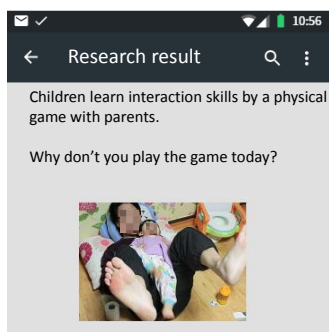 10:56
Research result
Children learn interaction skills by a physical
game with parents.
Why don't you play the game today?